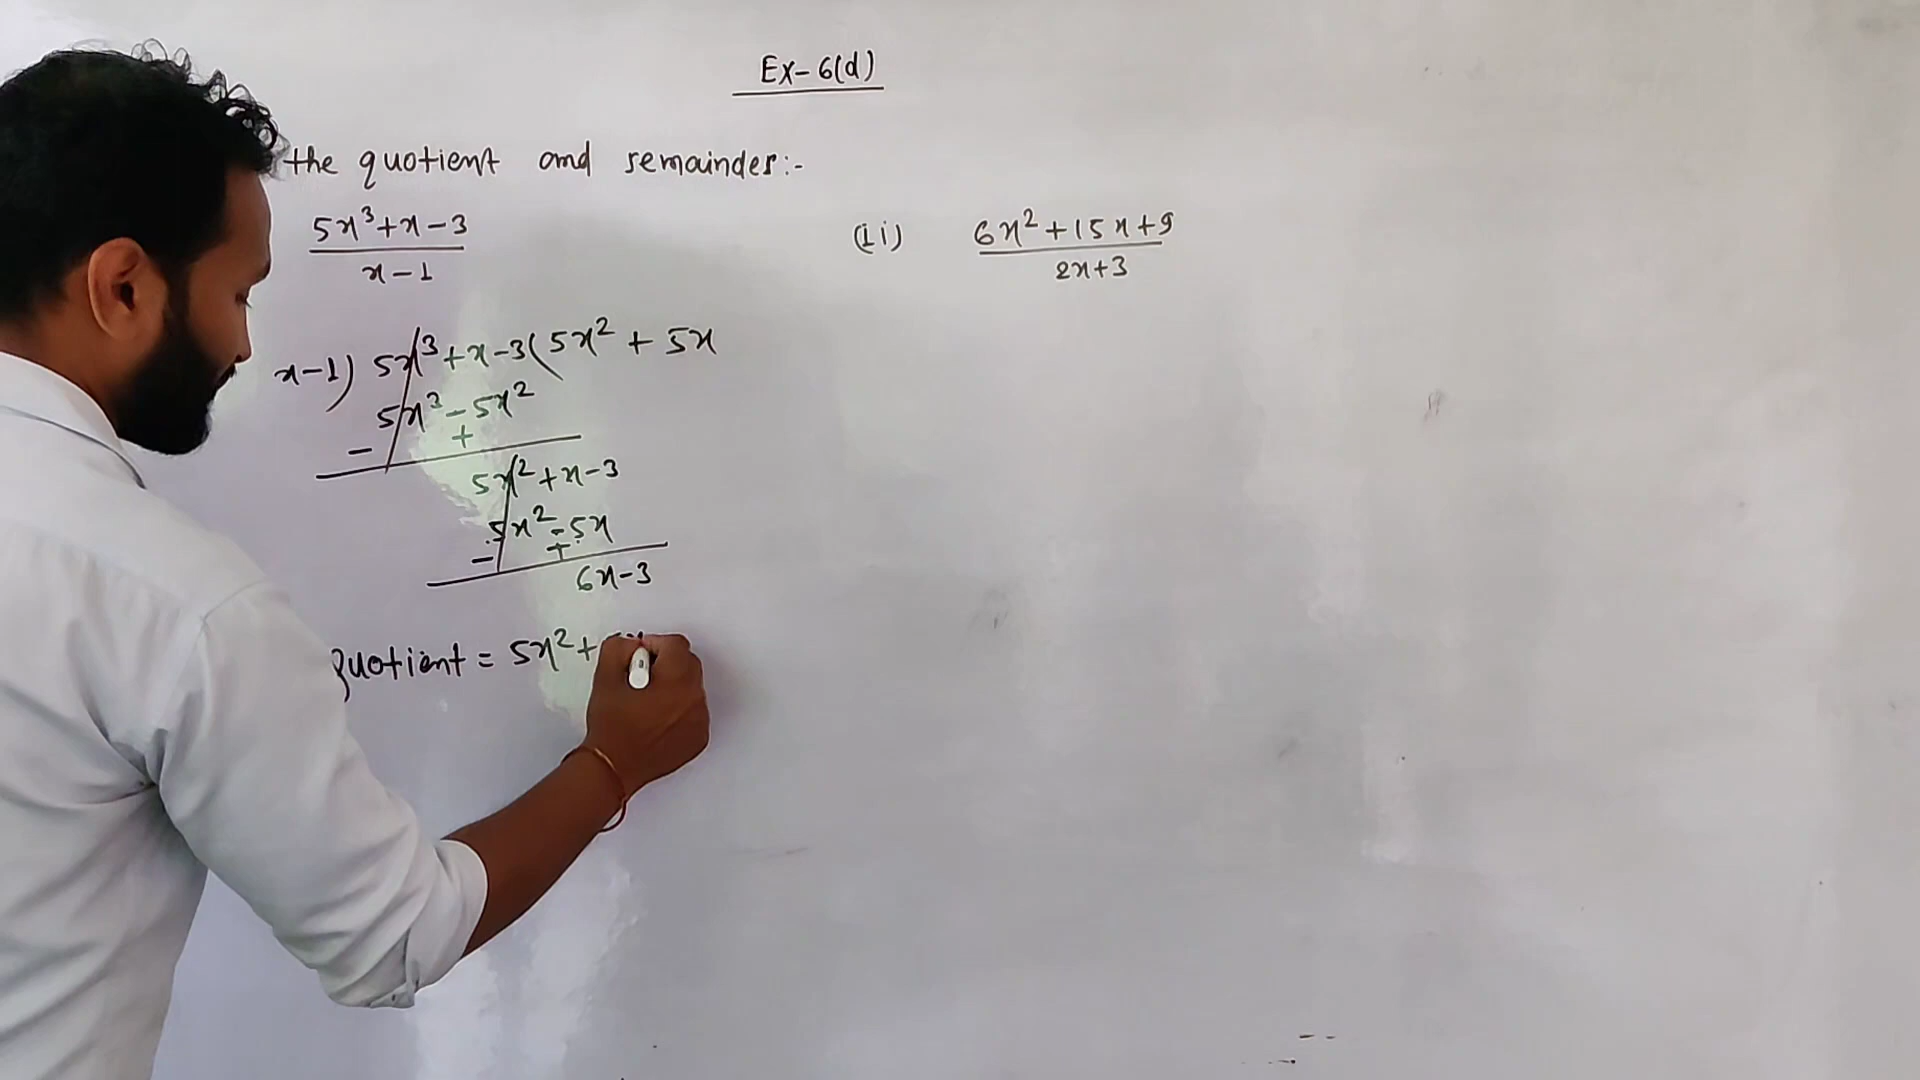 Ex-6(d)
the quotient and remainder:-
5x³+x-3
x-1
(ii) 6x²+15x+9
2x+3
x-1) 5x³+x-3( 5x² + 5x
5x³-5x²
- +
5x²+x-3
5x²-5x
- +
6x-3
Quotient = 5x²+